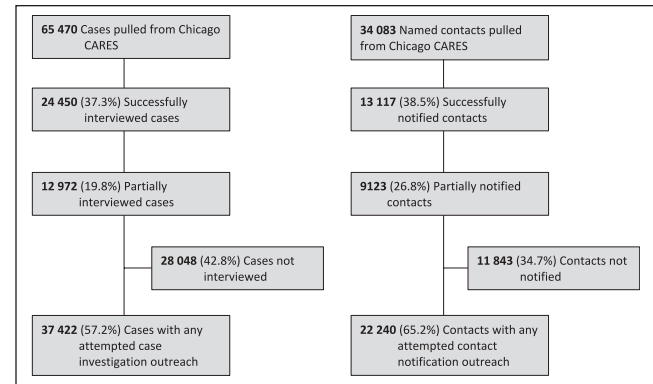 65 470 Cases pulled from Chicago
CARES
24 450 (37.3%) Successfully
interviewed cases
12 972 (19.8%) Partially
interviewed cases
28 048 (42.8%) Cases not
interviewed
37 422 (57.2%) Cases with any
attempted case
investigation outreach
34 083 Named contacts pulled
from Chicago CARES
13 117 (38.5%) Successfully
notified contacts
9123 (26.8%) Partially notified
contacts
11 843 (34.7%) Contacts not
notified
22 240 (65.2%) Contacts with any
attempted contact
notification outreach